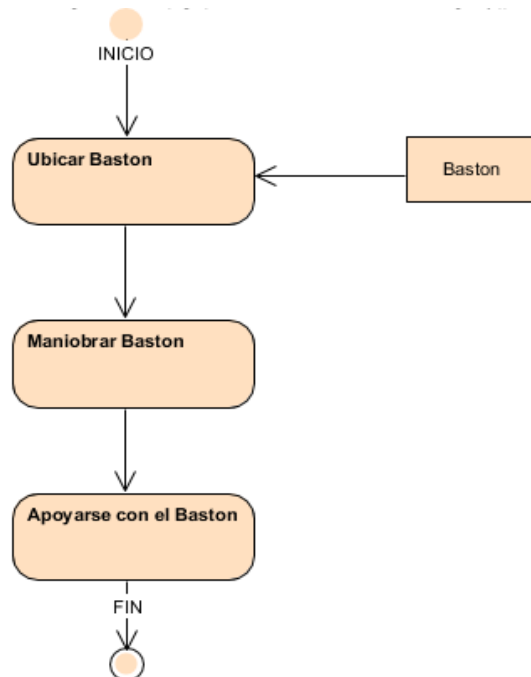 INICIO
Ubicar Baston
Baston
Maniobrar Baston
Apoyarse con el Baston
FIN